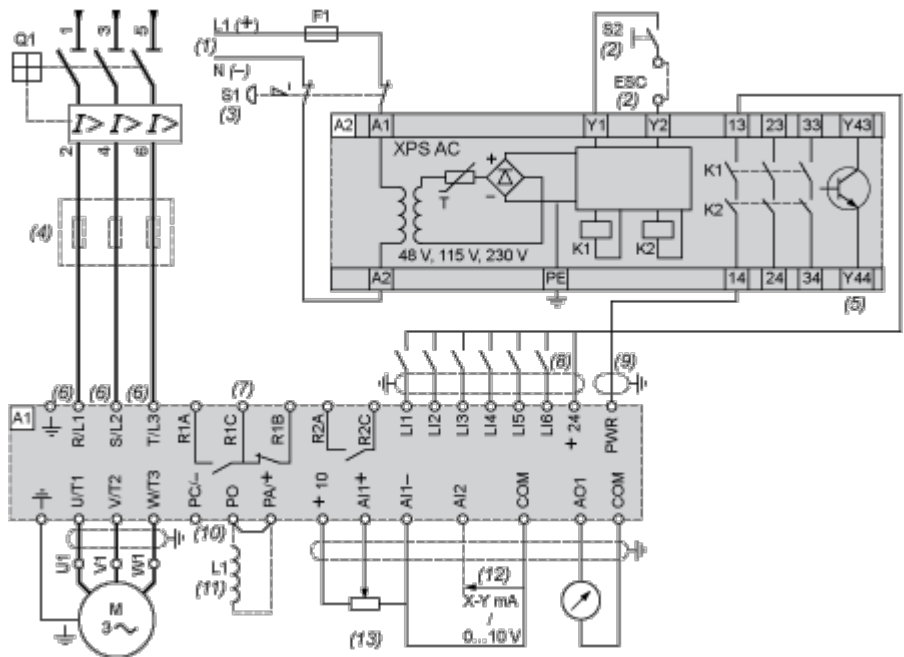 1 3 5
Q1
I> I> I>
2 4 6
(4)
L1 (+) F1
(1)
N (–)
S1
(3)
S2
(2)
ESC
(2)
A2 A1 Y1 Y2 13 23 33 Y43
XPS AC
+
–
T
K1
K2
K1 K2
48 V, 115 V, 230 V
A2 PE 14 24 34 Y44
(5)
(6) (6) (6) (7) (8) (9)
A1
R/L1 S/L2 T/L3 R1A R1C R1B R2A R2C LI1 LI2 LI3 LI4 LI5 LI6 + 24 PWR
U/T1 V/T2 W/T3 PC/- PO PA/+ + 10 AI1+ AI1– AI2 COM AO1 COM
(10)
U1 V1 W1
L1
(11)
(12)
X-Y mA
/
0...10 V
(13)
M
3 ~